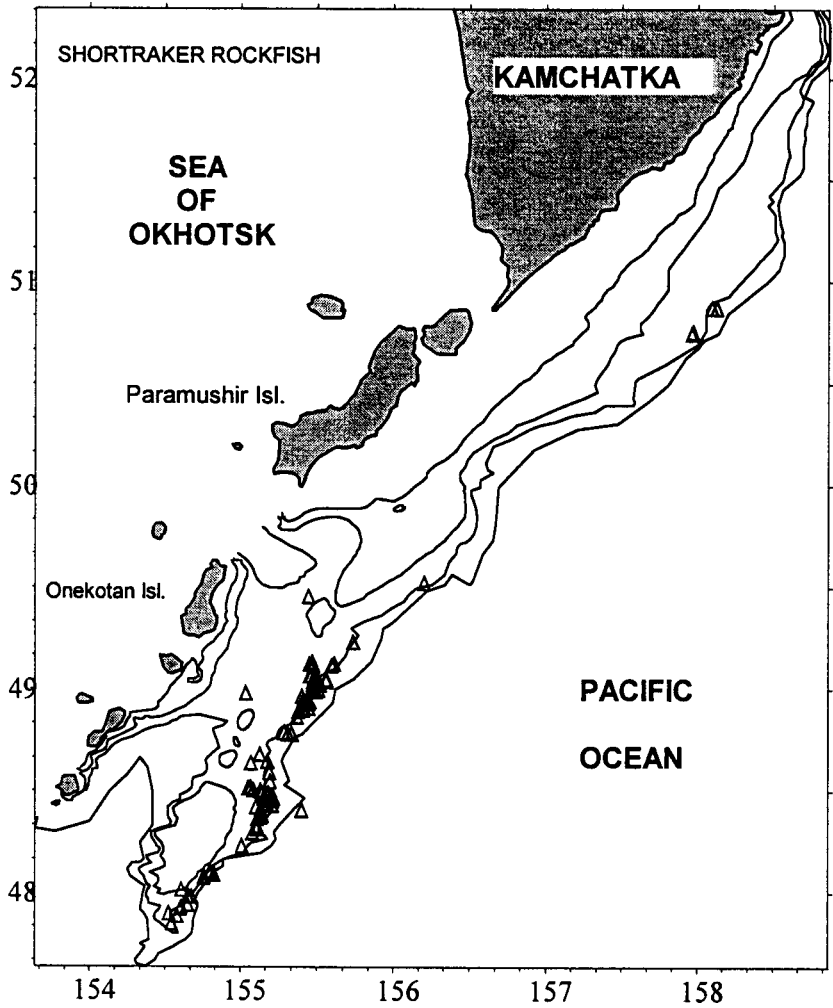 52
SHORTRAKER ROCKFISH
KAMCHATKA
SEA
OF
OKHOTSK
51
Paramushir Isl.
50
Onekotan Isl.
49
PACIFIC
OCEAN
48
154 155 156 157 158